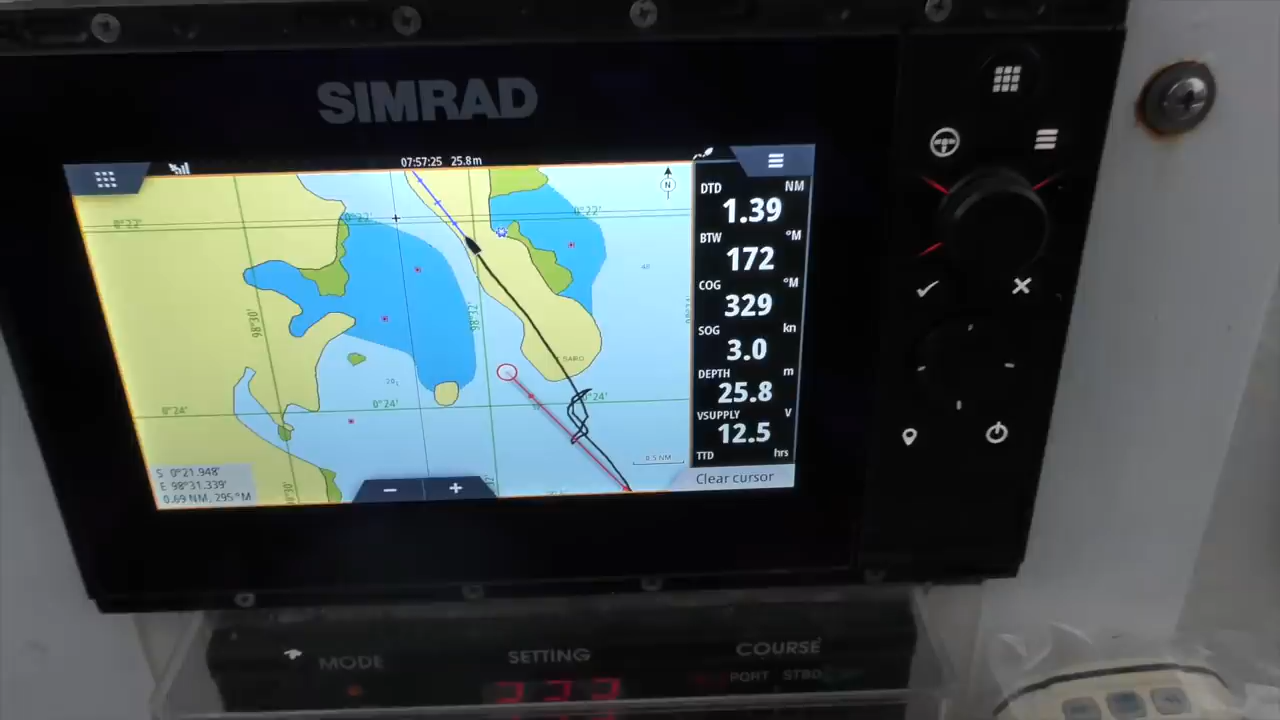 SIMRAD
07:57:25 25.8 m
N
DTD NM
1.39
BTW °M
172
COG °M
329
SOG kn
3.0
DEPTH m
25.8
VSUPPLY V
12.5
TTD hrs
Clear cursor
0°22'
0°22'
0°22'
98°30'
98°32'
0°24'
0°24'
0°24'
0.5 NM
S 0°21.948'
E 98°31.339'
0.69 NM, 295°M
− +
MODE SETTING COURSE
PORT STBD